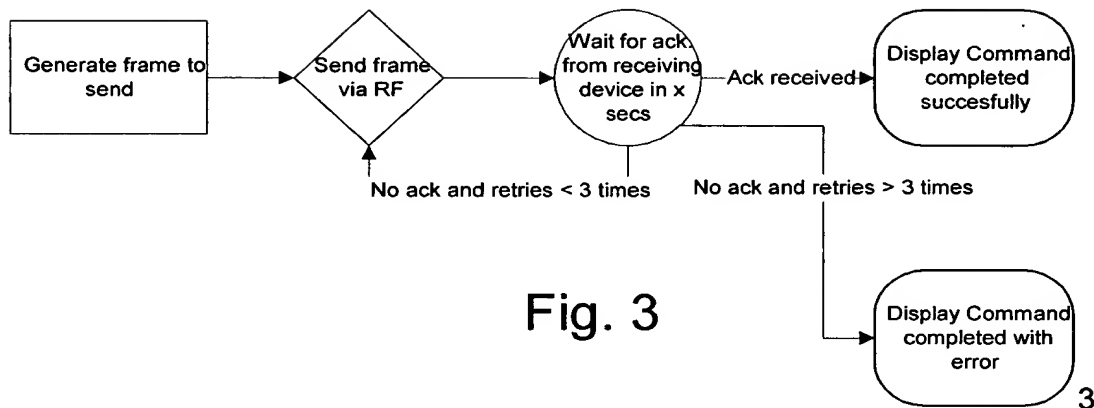 Generate frame to
send
Send frame
via RF
Wait for ack.
from receiving
device in x
secs
Ack received
Display Command
completed
succesfully
No ack and retries < 3 times
No ack and retries > 3 times
Display Command
completed with
error
Fig. 3
3